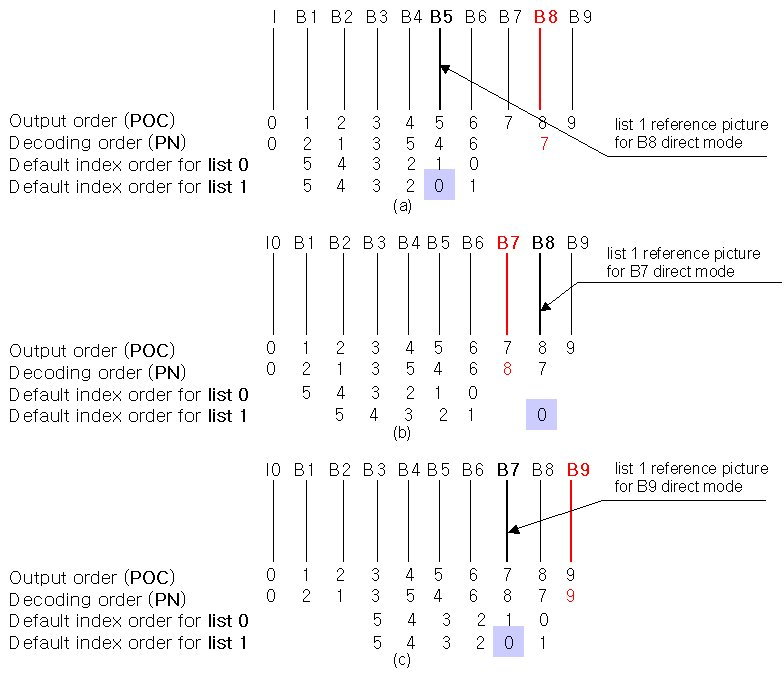 I B1 B2 B3 B4 B5 B6 B7 B8 B9
list 1 reference picture
for B8 direct mode
Output order (POC) 0 1 2 3 4 5 6 7 8 9
Decoding order (PN) 0 2 1 3 5 4 6 7
Default index order for list 0 5 4 3 2 1 0
Default index order for list 1 5 4 3 2 0 1
(a)
I0 B1 B2 B3 B4 B5 B6 B7 B8 B9
list 1 reference picture
for B7 direct mode
Output order (POC) 0 1 2 3 4 5 6 7 8 9
Decoding order (PN) 0 2 1 3 5 4 6 8 7
Default index order for list 0 5 4 3 2 1 0
Default index order for list 1 5 4 3 2 1 0
(b)
I0 B1 B2 B3 B4 B5 B6 B7 B8 B9
list 1 reference picture
for B9 direct mode
Output order (POC) 0 1 2 3 4 5 6 7 8 9
Decoding order (PN) 0 2 1 3 5 4 6 8 7 9
Default index order for list 0 5 4 3 2 1 0
Default index order for list 1 5 4 3 2 0 1
(c)